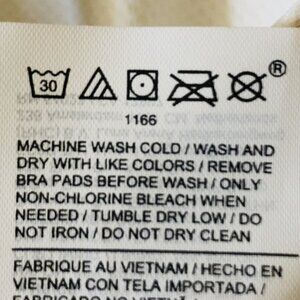 30
®
1166
MACHINE WASH COLD / WASH AND
DRY WITH LIKE COLORS / REMOVE
BRA PADS BEFORE WASH / ONLY
NON-CHLORINE BLEACH WHEN
NEEDED / TUMBLE DRY LOW / DO
NOT IRON / DO NOT DRY CLEAN
FABRIQUE AU VIETNAM / HECHO EN
VIETNAM CON TELA IMPORTADA /
FABRICADO NO